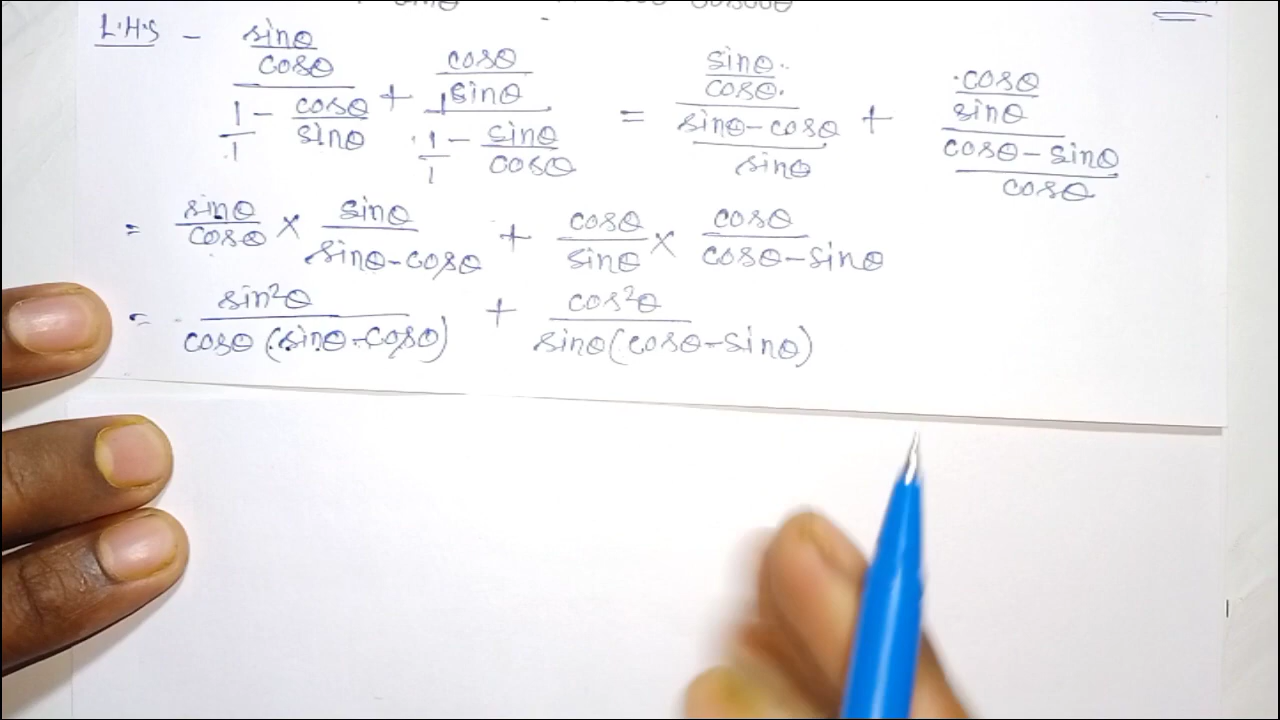 L.H.S - (sinθ/cosθ)/(1/1 - cosθ/sinθ) + (cosθ/sinθ)/(1/1 - sinθ/cosθ) = (sinθ/cosθ)/((sinθ-cosθ)/sinθ) + (cosθ/sinθ)/((cosθ-sinθ)/cosθ)
= sinθ/cosθ × sinθ/(sinθ-cosθ) + cosθ/sinθ × cosθ/(cosθ-sinθ)
= sin²θ/(cosθ(sinθ-cosθ)) + cos²θ/(sinθ(cosθ-sinθ))